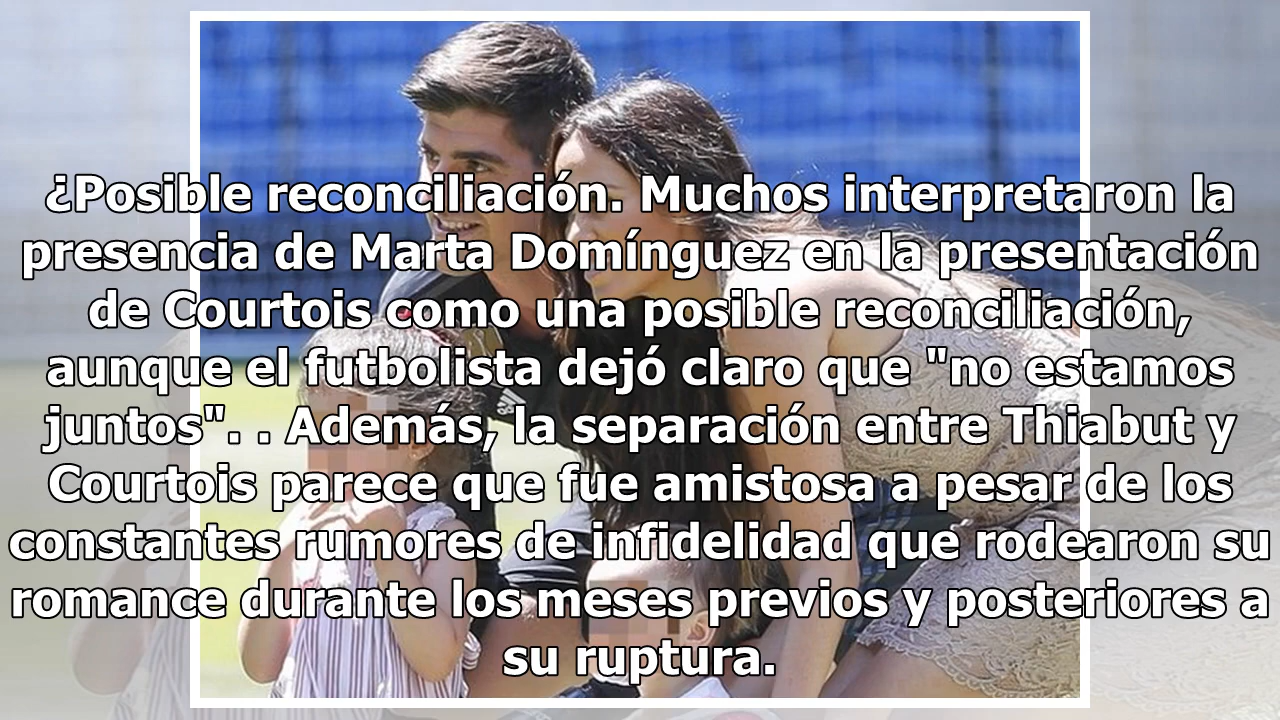 ¿Posible reconciliación. Muchos interpretaron la
presencia de Marta Domínguez en la presentación
de Courtois como una posible reconciliación,
aunque el futbolista dejó claro que "no estamos
juntos". . Además, la separación entre Thiabut y
Courtois parece que fue amistosa a pesar de los
constantes rumores de infidelidad que rodearon su
romance durante los meses previos y posteriores a
su ruptura.